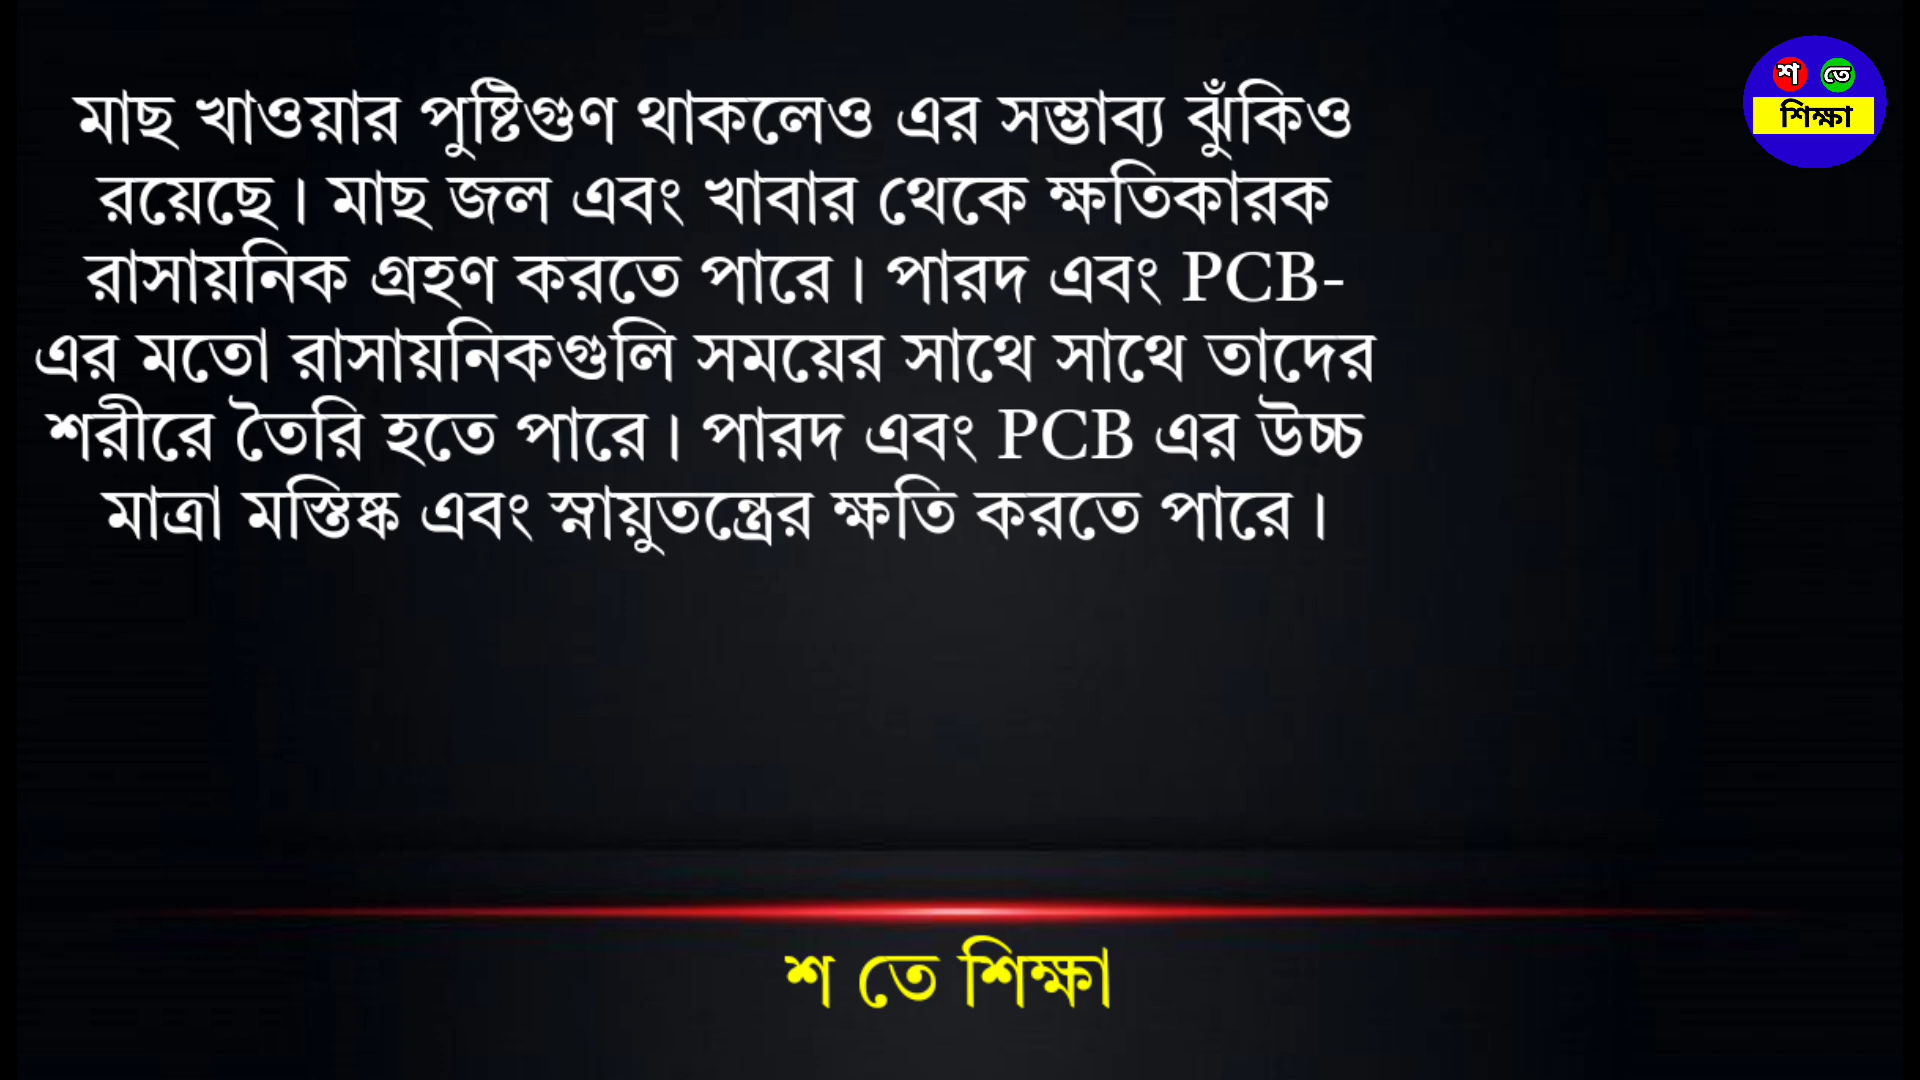 মাছ খাওয়ার পুষ্টিগুণ থাকলেও এর সম্ভাব্য ঝুঁকিও
রয়েছে। মাছ জল এবং খাবার থেকে ক্ষতিকারক
রাসায়নিক গ্রহণ করতে পারে। পারদ এবং PCB-
এর মতো রাসায়নিকগুলি সময়ের সাথে সাথে তাদের
শরীরে তৈরি হতে পারে। পারদ এবং PCB এর উচ্চ
মাত্রা মস্তিষ্ক এবং স্নায়ুতন্ত্রের ক্ষতি করতে পারে।
শ তে
শিক্ষা
শ তে শিক্ষা